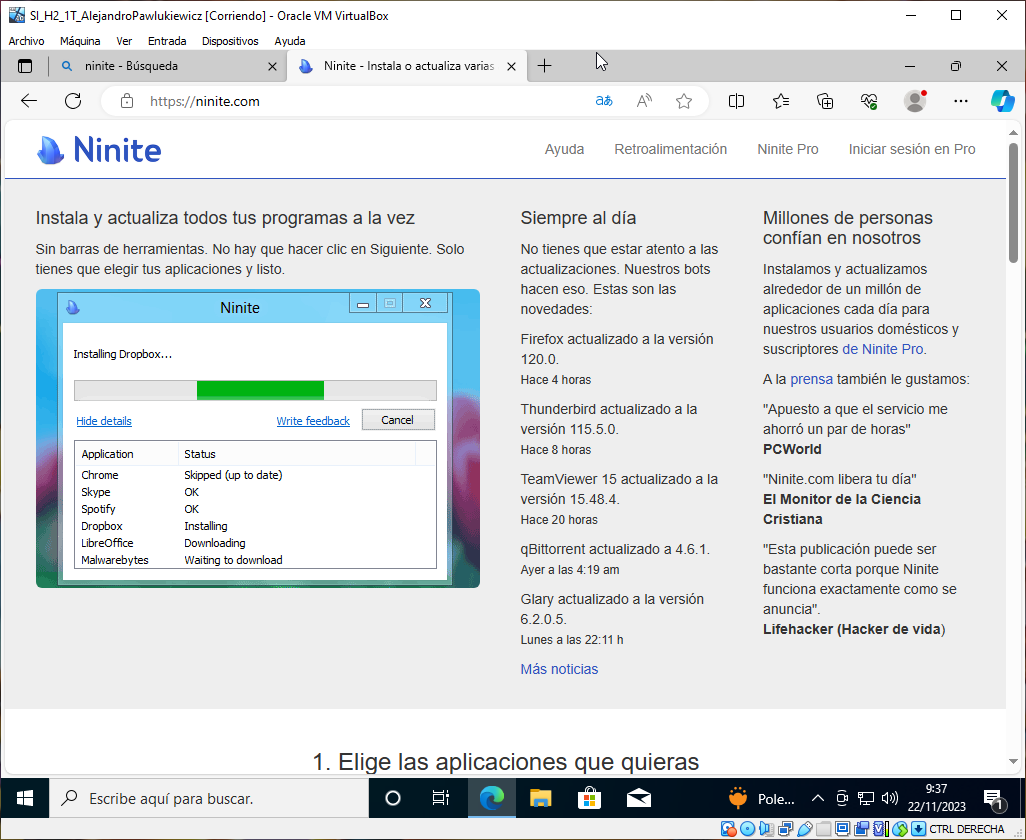 SI_H2_1T_AlejandroPawlukiewicz [Corriendo] - Oracle VM VirtualBox
Archivo Máquina Ver Entrada Dispositivos Ayuda
ninite - Búsqueda
Ninite - Instala o actualiza varias
https://ninite.com
aあ
Ninite
Ayuda
Retroalimentación
Ninite Pro
Iniciar sesión en Pro
Instala y actualiza todos tus programas a la vez
Sin barras de herramientas. No hay que hacer clic en Siguiente. Solo
tienes que elegir tus aplicaciones y listo.
Ninite
Installing Dropbox...
Hide details
Write feedback
Cancel
Application Status
Chrome Skipped (up to date)
Skype OK
Spotify OK
Dropbox Installing
LibreOffice Downloading
Malwarebytes Waiting to download
Siempre al día
No tienes que estar atento a las
actualizaciones. Nuestros bots
hacen eso. Estas son las
novedades:
Firefox actualizado a la versión
120.0.
Hace 4 horas
Thunderbird actualizado a la
versión 115.5.0.
Hace 8 horas
TeamViewer 15 actualizado a la
versión 15.48.4.
Hace 20 horas
qBittorrent actualizado a 4.6.1.
Ayer a las 4:19 am
Glary actualizado a la versión
6.2.0.5.
Lunes a las 22:11 h
Más noticias
Millones de personas
confían en nosotros
Instalamos y actualizamos
alrededor de un millón de
aplicaciones cada día para
nuestros usuarios domésticos y
suscriptores de Ninite Pro.
A la prensa también le gustamos:
"Apuesto a que el servicio me
ahorró un par de horas"
PCWorld
"Ninite.com libera tu día"
El Monitor de la Ciencia
Cristiana
"Esta publicación puede ser
bastante corta porque Ninite
funciona exactamente como se
anuncia".
Lifehacker (Hacker de vida)
1. Elige las aplicaciones que quieras
Escribe aquí para buscar.
Pole...
9:37
22/11/2023
1
CTRL DERECHA